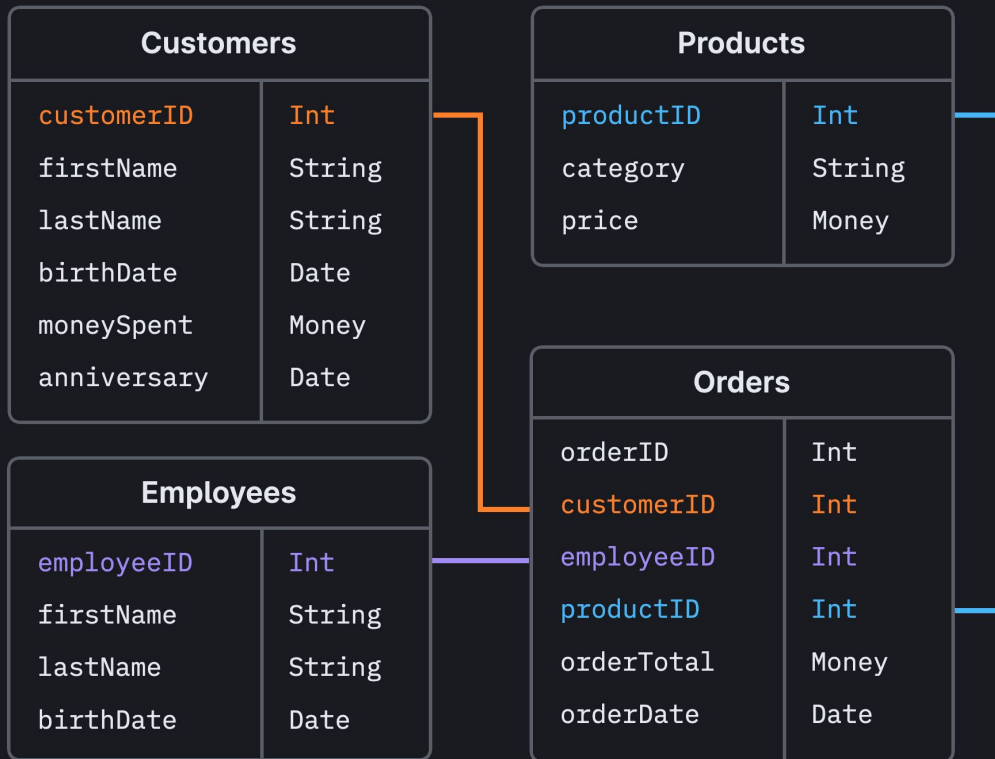 Customers
customerID Int
firstName String
lastName String
birthDate Date
moneySpent Money
anniversary Date
Products
productID Int
category String
price Money
Employees
employeeID Int
firstName String
lastName String
birthDate Date
Orders
orderID Int
customerID Int
employeeID Int
productID Int
orderTotal Money
orderDate Date